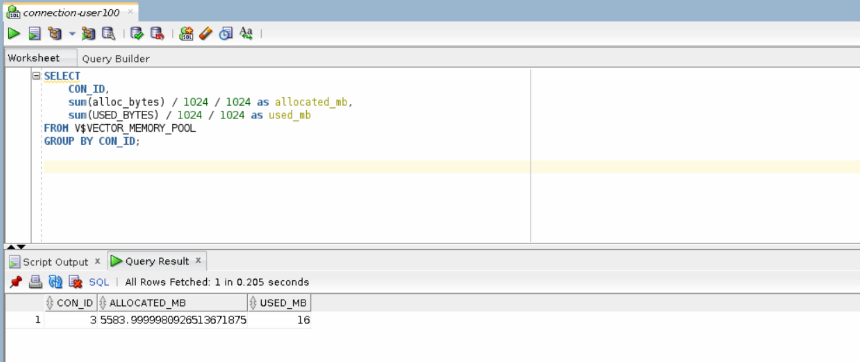 connection-user100
Worksheet Query Builder
SELECT
CON_ID,
sum(alloc_bytes) / 1024 / 1024 as allocated_mb,
sum(USED_BYTES) / 1024 / 1024 as used_mb
FROM V$VECTOR_MEMORY_POOL
GROUP BY CON_ID;
Script Output x Query Result x
SQL | All Rows Fetched: 1 in 0.205 seconds
CON_ID ALLOCATED_MB USED_MB
1 3 5583.9999980926513671875 16